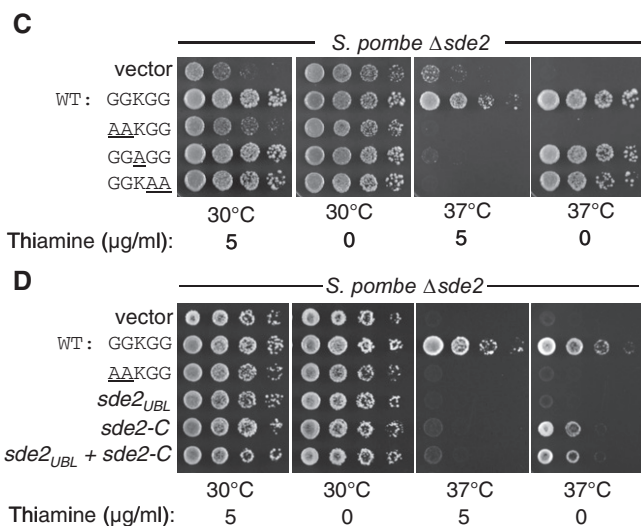 C
S. pombe Δsde2
vector
WT: GGKGG
AAKGG
GGAGG
GGKAA
30°C 30°C 37°C 37°C
Thiamine (µg/ml): 5 0 5 0
D
S. pombe Δsde2
vector
WT: GGKGG
AAKGG
sde2UBL
sde2-C
sde2UBL + sde2-C
30°C 30°C 37°C 37°C
Thiamine (µg/ml): 5 0 5 0